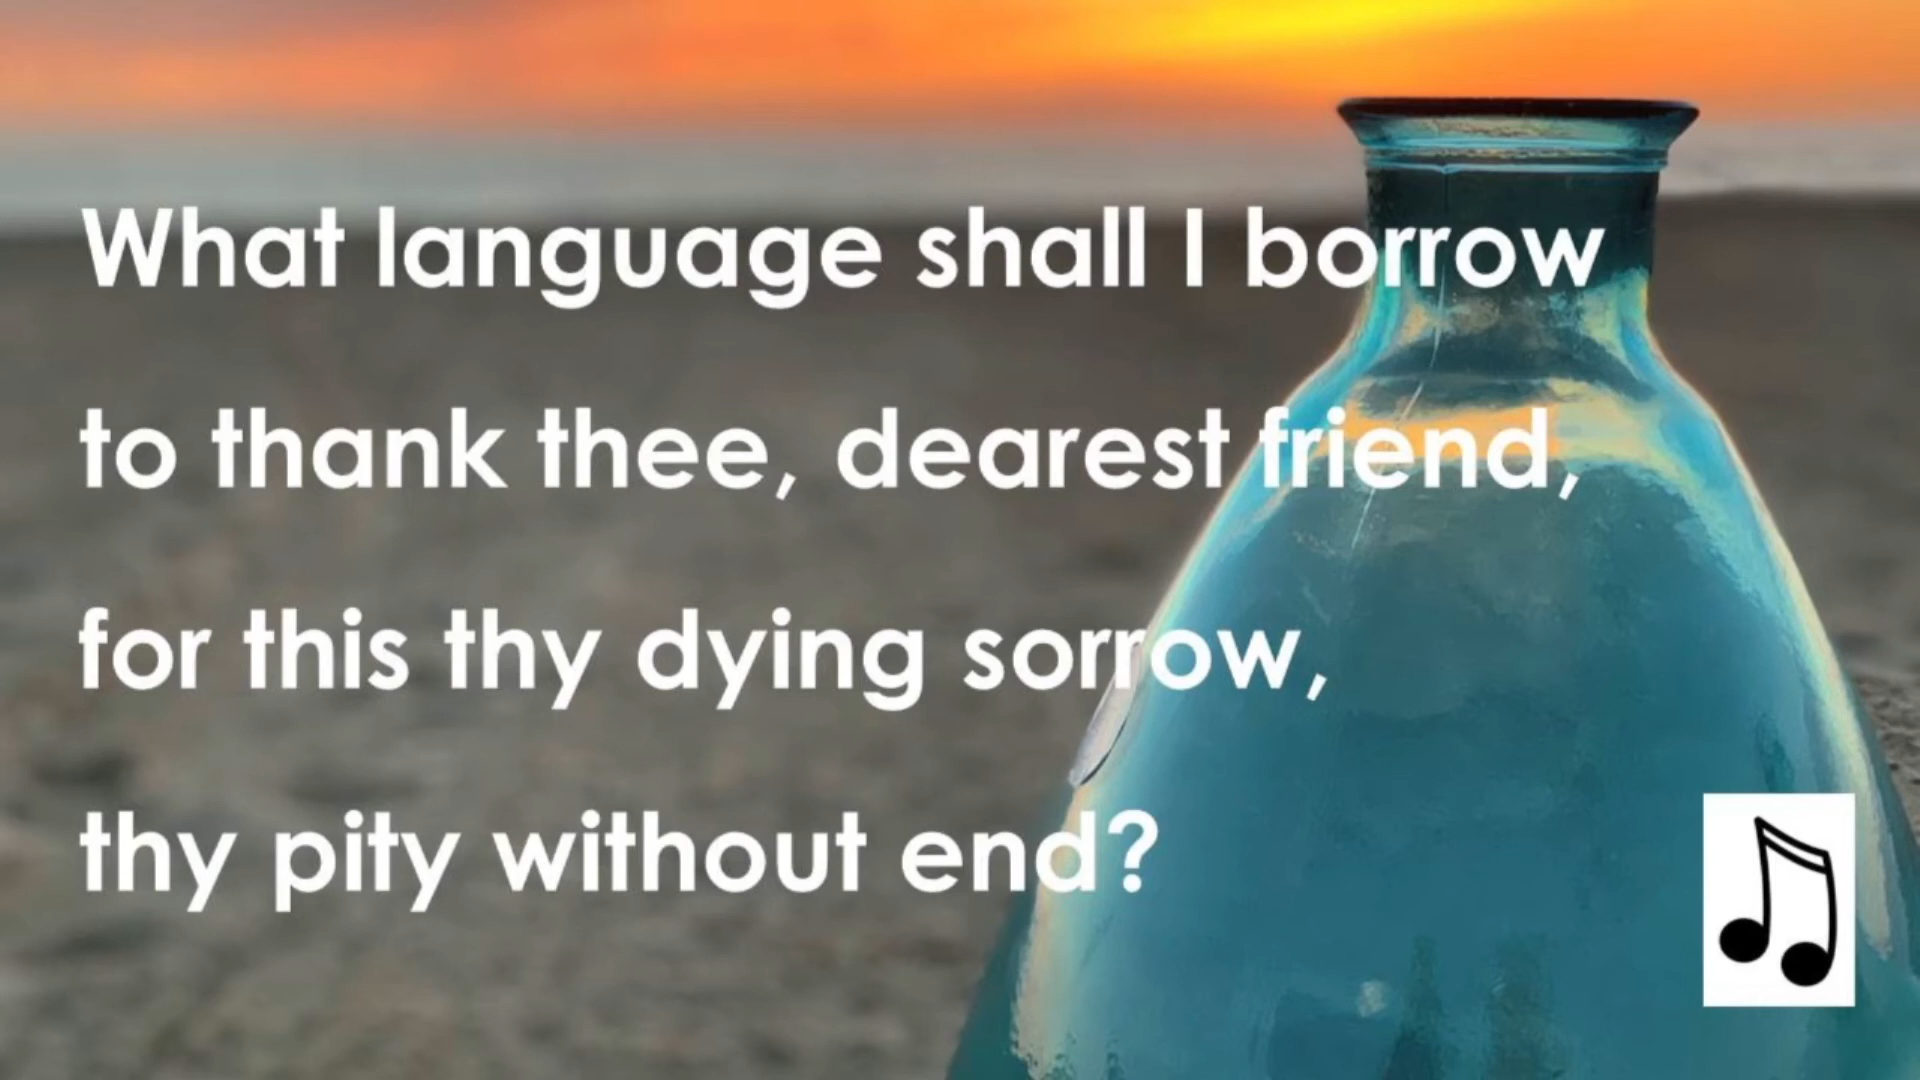 What language shall I borrow
to thank thee, dearest friend,
for this thy dying sorrow,
thy pity without end?